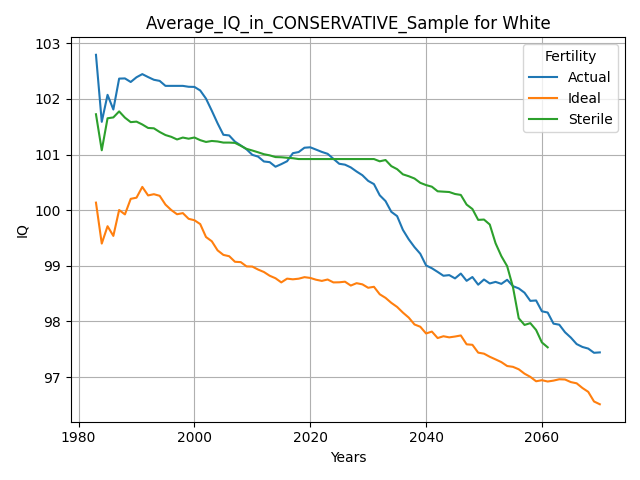 Average_IQ_in_CONSERVATIVE_Sample for White
103
102
101
100
99
98
97
IQ
1980
2000
2020
2040
2060
Years
Fertility
Actual
Ideal
Sterile